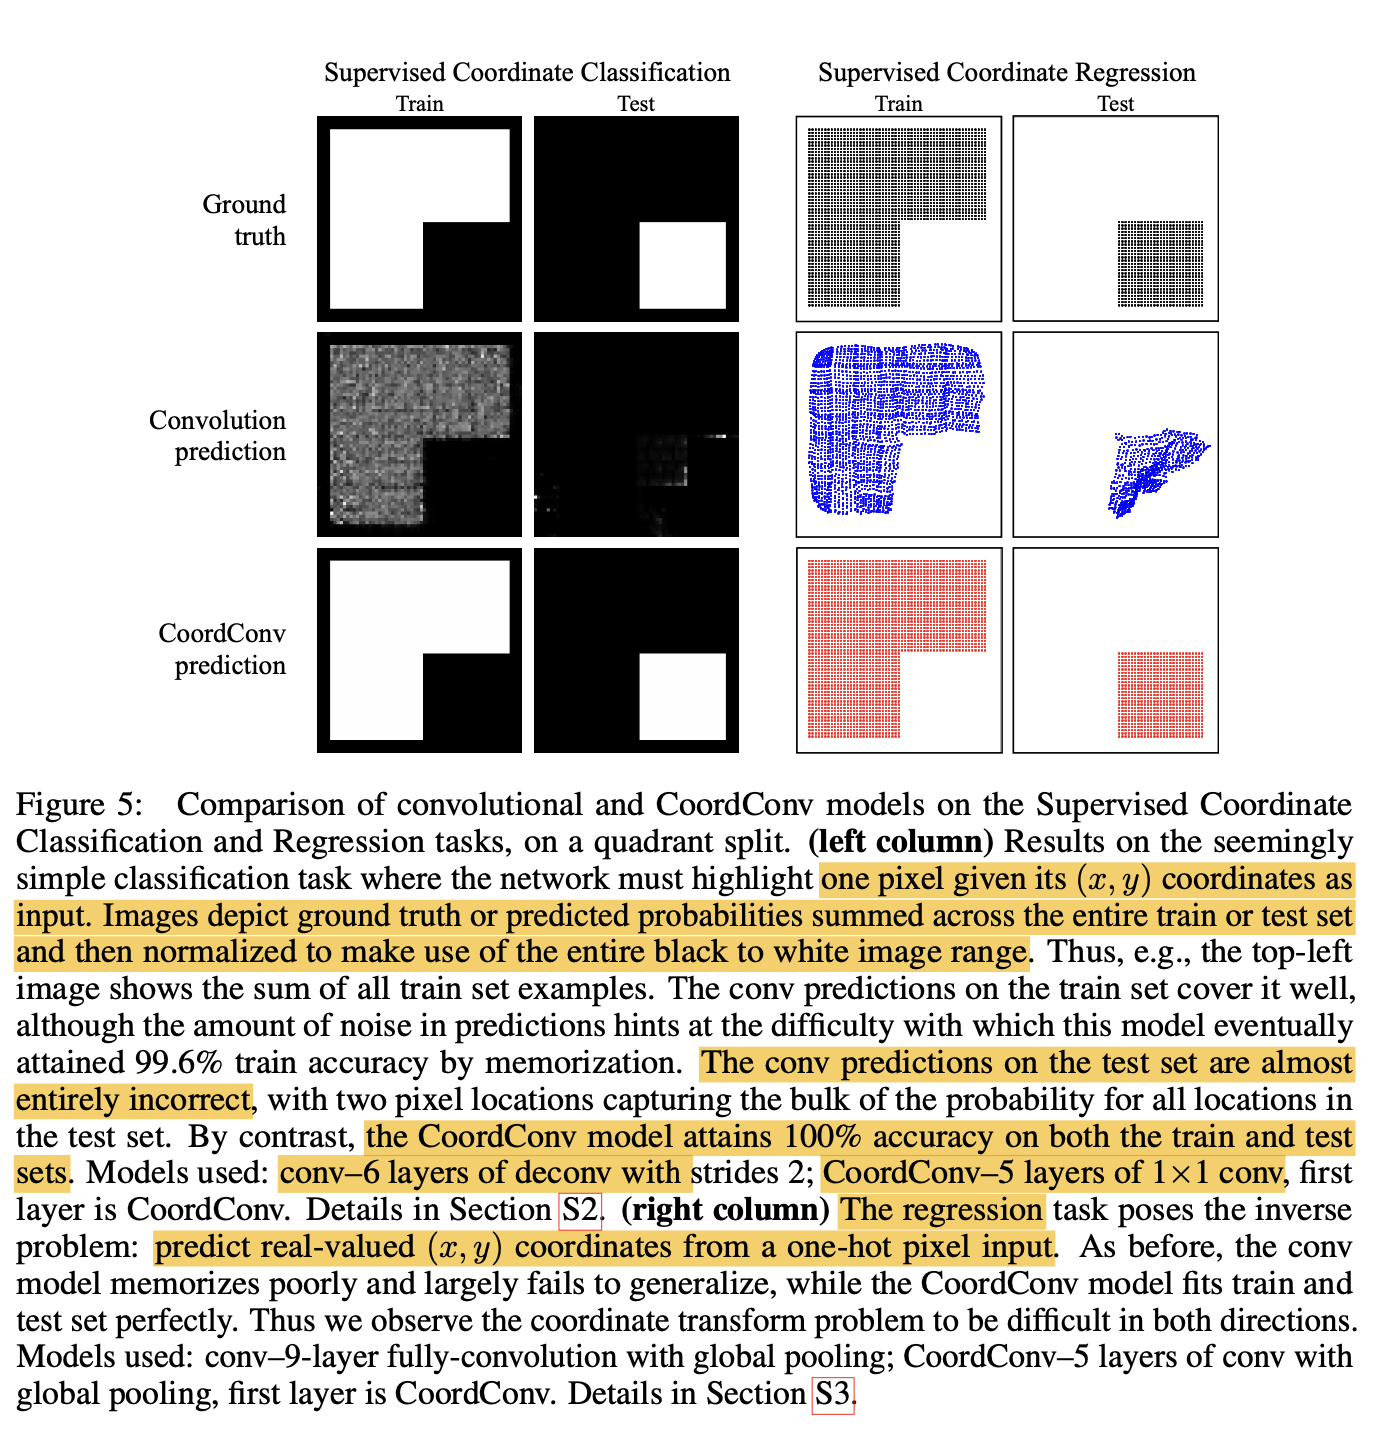 Supervised Coordinate Classification
Supervised Coordinate Regression
Train
Test
Train
Test
Ground
truth
Convolution
prediction
CoordConv
prediction
Figure 5: Comparison of convolutional and CoordConv models on the Supervised Coordinate
Classification and Regression tasks, on a quadrant split. (left column) Results on the seemingly
simple classification task where the network must highlight one pixel given its (x, y) coordinates as
input. Images depict ground truth or predicted probabilities summed across the entire train or test set
and then normalized to make use of the entire black to white image range. Thus, e.g., the top-left
image shows the sum of all train set examples. The conv predictions on the train set cover it well,
although the amount of noise in predictions hints at the difficulty with which this model eventually
attained 99.6% train accuracy by memorization. The conv predictions on the test set are almost
entirely incorrect, with two pixel locations capturing the bulk of the probability for all locations in
the test set. By contrast, the CoordConv model attains 100% accuracy on both the train and test
sets. Models used: conv–6 layers of deconv with strides 2; CoordConv–5 layers of 1×1 conv, first
layer is CoordConv. Details in Section S2. (right column) The regression task poses the inverse
problem: predict real-valued (x, y) coordinates from a one-hot pixel input. As before, the conv
model memorizes poorly and largely fails to generalize, while the CoordConv model fits train and
test set perfectly. Thus we observe the coordinate transform problem to be difficult in both directions.
Models used: conv–9-layer fully-convolution with global pooling; CoordConv–5 layers of conv with
global pooling, first layer is CoordConv. Details in Section S3.